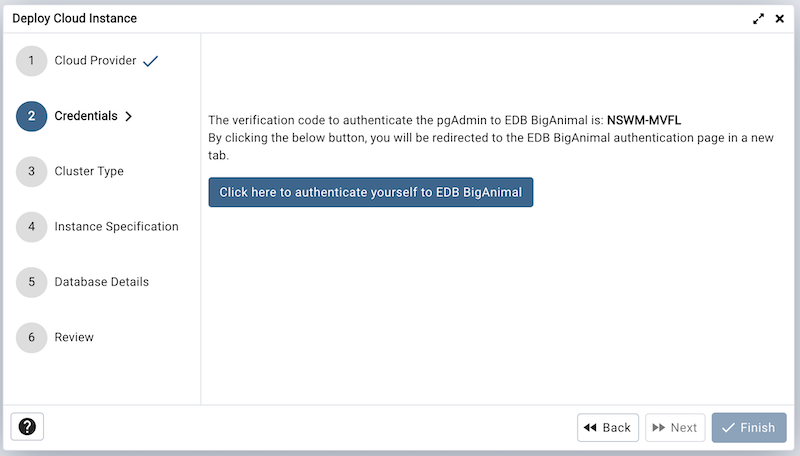 Deploy Cloud Instance
1 Cloud Provider
2 Credentials
3 Cluster Type
4 Instance Specification
5 Database Details
6 Review
The verification code to authenticate the pgAdmin to EDB BigAnimal is: NSWM-MVFL
By clicking the below button, you will be redirected to the EDB BigAnimal authentication page in a new
tab.
Click here to authenticate yourself to EDB BigAnimal
?
Back Next Finish